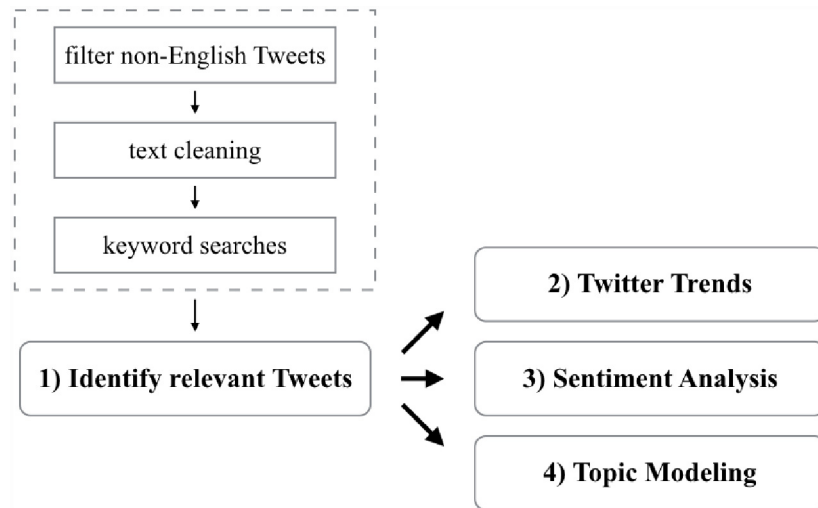 filter non-English Tweets
text cleaning
keyword searches
1) Identify relevant Tweets
2) Twitter Trends
3) Sentiment Analysis
4) Topic Modeling